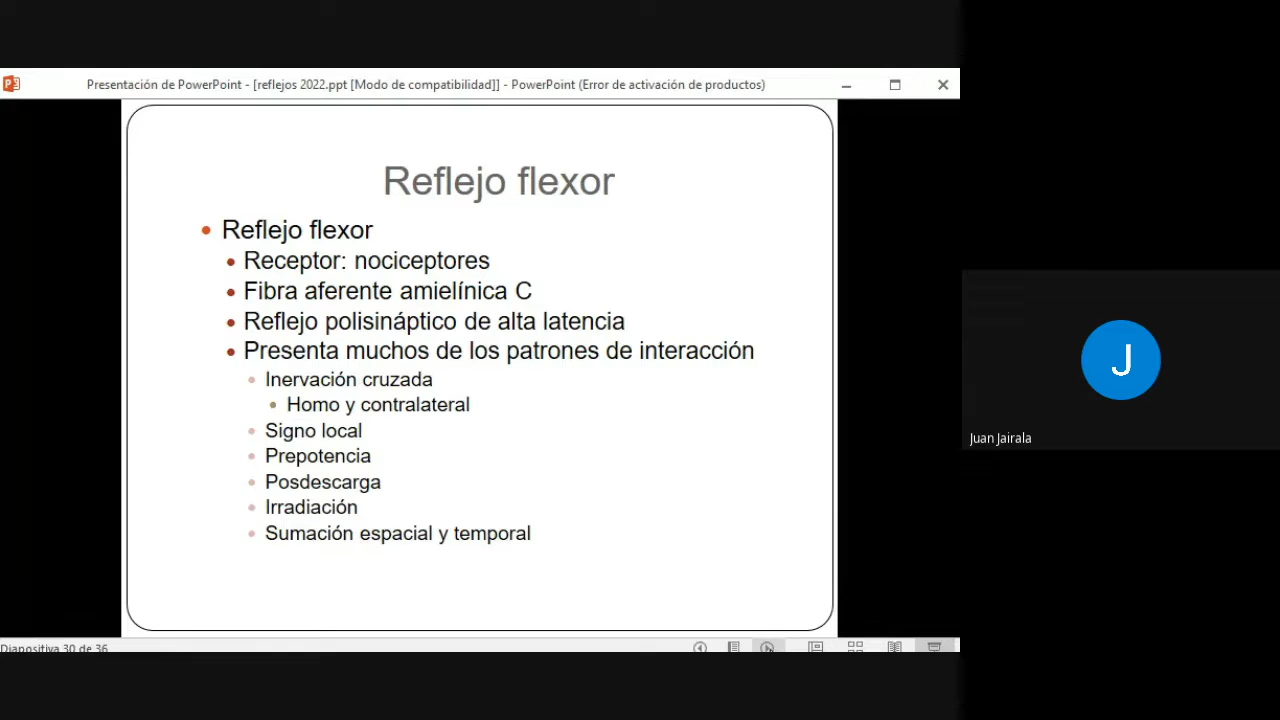 Presentación de PowerPoint - [reflejos 2022.ppt [Modo de compatibilidad]] - PowerPoint (Error de activación de productos)
Reflejo flexor
Reflejo flexor
Receptor: nociceptores
Fibra aferente amielínica C
Reflejo polisináptico de alta latencia
Presenta muchos de los patrones de interacción
Inervación cruzada
Homo y contralateral
Signo local
Prepotencia
Posdescarga
Irradiación
Sumación espacial y temporal
Diapositiva 30 de 36
J
Juan Jairala